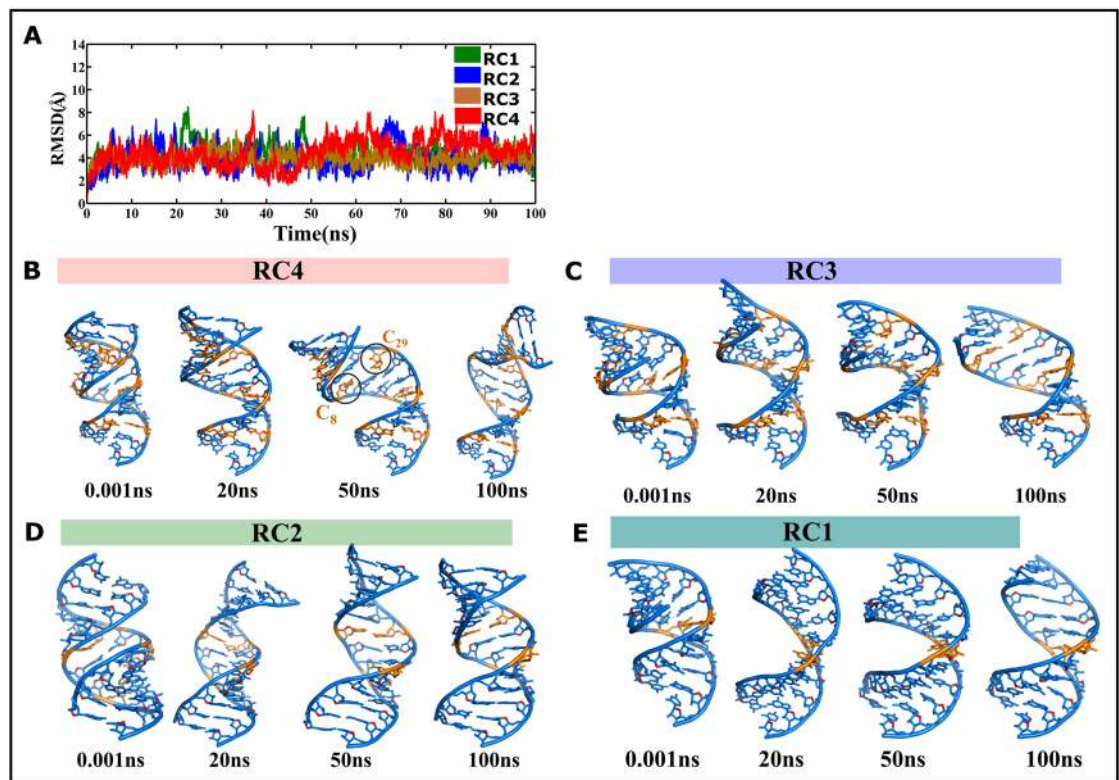 A
14
12
10
8
6
4
2
0
RMSD(Å)
0 10 20 30 40 50 60 70 80 90 100
Time(ns)
RC1
RC2
RC3
RC4
B
RC4
C29
C8
0.001ns 20ns 50ns 100ns
C
RC3
0.001ns 20ns 50ns 100ns
D
RC2
0.001ns 20ns 50ns 100ns
E
RC1
0.001ns 20ns 50ns 100ns